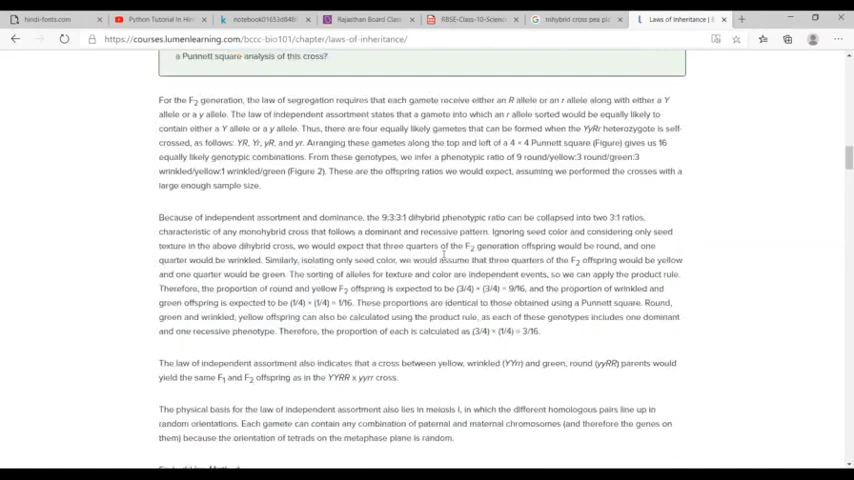 hindi-fonts.com
Python Tutorial In Hin
notebook01653d848
Rajasthan Board Class
RBSE-Class-10-Science
trihybrid cross pea pla
Laws of Inheritance | B
https://courses.lumenlearning.com/bccc-bio101/chapter/laws-of-inheritance/
a Punnett square analysis of this cross?
For the F2 generation, the law of segregation requires that each gamete receive either an R allele or an r allele along with either a Y
allele or a y allele. The law of independent assortment states that a gamete into which an r allele sorted would be equally likely to
contain either a Y allele or a y allele. Thus, there are four equally likely gametes that can be formed when the YyRr heterozygote is self-
crossed, as follows: YR, Yr, yR, and yr. Arranging these gametes along the top and left of a 4 × 4 Punnett square (Figure) gives us 16
equally likely genotypic combinations. From these genotypes, we infer a phenotypic ratio of 9 round/yellow:3 round/green:3
wrinkled/yellow:1 wrinkled/green (Figure 2). These are the offspring ratios we would expect, assuming we performed the crosses with a
large enough sample size.
Because of independent assortment and dominance, the 9:3:3:1 dihybrid phenotypic ratio can be collapsed into two 3:1 ratios,
characteristic of any monohybrid cross that follows a dominant and recessive pattern. Ignoring seed color and considering only seed
texture in the above dihybrid cross, we would expect that three quarters of the F2 generation offspring would be round, and one
quarter would be wrinkled. Similarly, isolating only seed color, we would assume that three quarters of the F2 offspring would be yellow
and one quarter would be green. The sorting of alleles for texture and color are independent events, so we can apply the product rule.
Therefore, the proportion of round and yellow F2 offspring is expected to be (3/4) × (3/4) = 9/16, and the proportion of wrinkled and
green offspring is expected to be (1/4) × (1/4) = 1/16. These proportions are identical to those obtained using a Punnett square. Round,
green and wrinkled, yellow offspring can also be calculated using the product rule, as each of these genotypes includes one dominant
and one recessive phenotype. Therefore, the proportion of each is calculated as (3/4) × (1/4) = 3/16.
The law of independent assortment also indicates that a cross between yellow, wrinkled (YYrr) and green, round (yyRR) parents would
yield the same F1 and F2 offspring as in the YYRR x yyrr cross.
The physical basis for the law of independent assortment also lies in meiosis I, in which the different homologous pairs line up in
random orientations. Each gamete can contain any combination of paternal and maternal chromosomes (and therefore the genes on
them) because the orientation of tetrads on the metaphase plane is random.